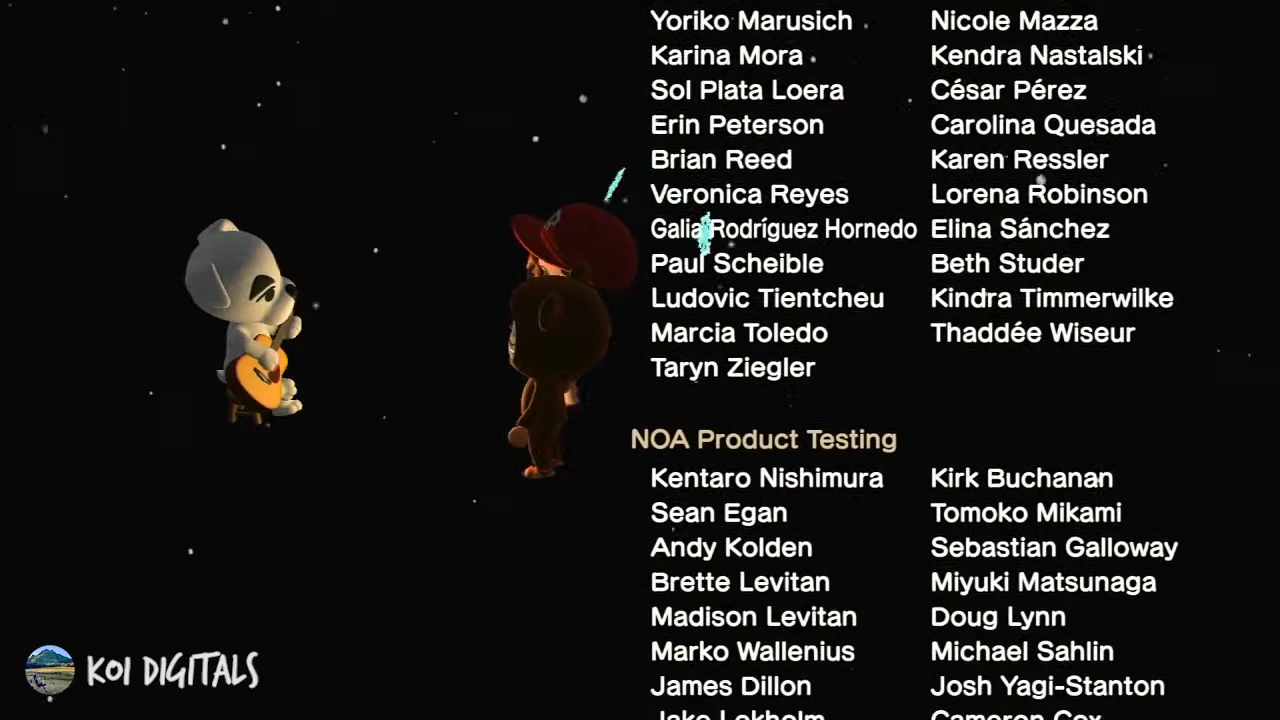 Yoriko Marusich Nicole Mazza
Karina Mora Kendra Nastalski
Sol Plata Loera César Pérez
Erin Peterson Carolina Quesada
Brian Reed Karen Ressler
Veronica Reyes Lorena Robinson
Galia Rodríguez Hornedo Elina Sánchez
Paul Scheible Beth Studer
Ludovic Tientcheu Kindra Timmerwilke
Marcia Toledo Thaddée Wiseur
Taryn Ziegler
NOA Product Testing
Kentaro Nishimura Kirk Buchanan
Sean Egan Tomoko Mikami
Andy Kolden Sebastian Galloway
Brette Levitan Miyuki Matsunaga
Madison Levitan Doug Lynn
Marko Wallenius Michael Sahlin
James Dillon Josh Yagi-Stanton
Jake Lokholm Cameron Cox
KOI DIGITALS